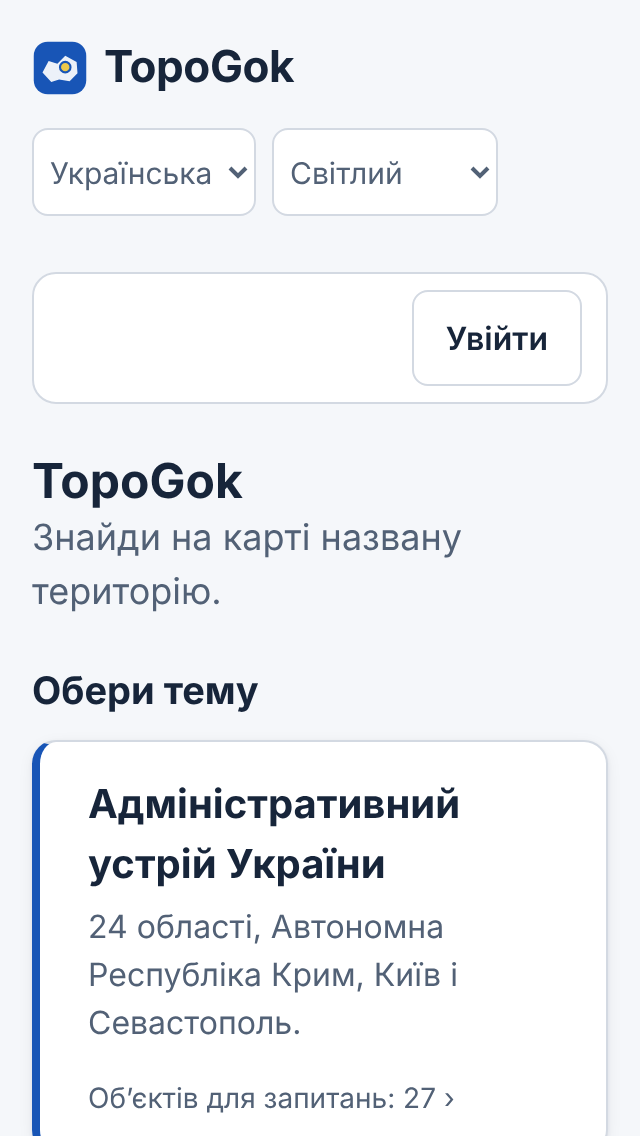 TopoGok
Українська
Світлий
Увійти
TopoGok
Знайди на карті названу
територію.
Обери тему
Адміністративний
устрій України
24 області, Автономна
Республіка Крим, Київ і
Севастополь.
Об’єктів для запитань: 27 ›